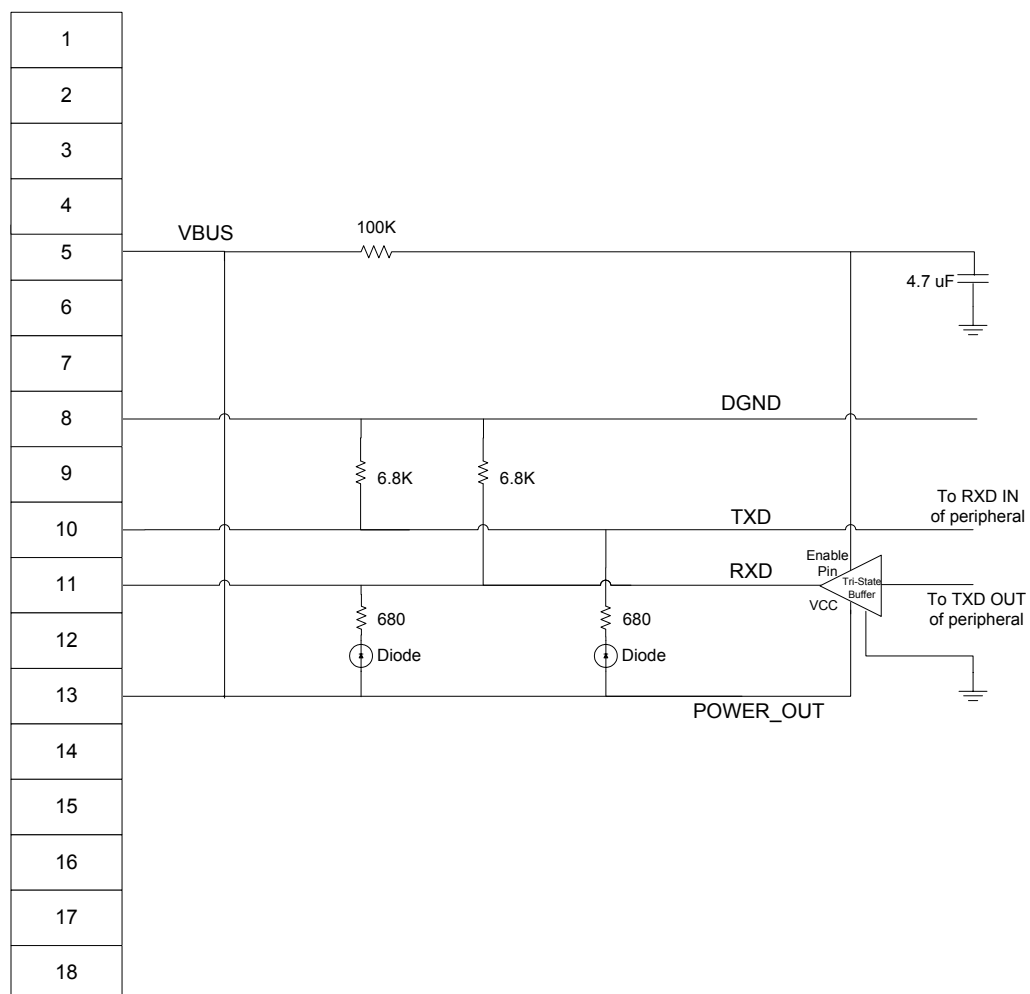 1
2
3
4
VBUS
100K
5
4.7 uF
6
7
DGND
8
9
6.8K
6.8K
To RXD IN
of peripheral
TXD
10
Enable
Pin
RXD
11
Tri-State
Buffer
VCC
To TXD OUT
of peripheral
680
680
12
Diode
Diode
13
POWER_OUT
14
15
16
17
18